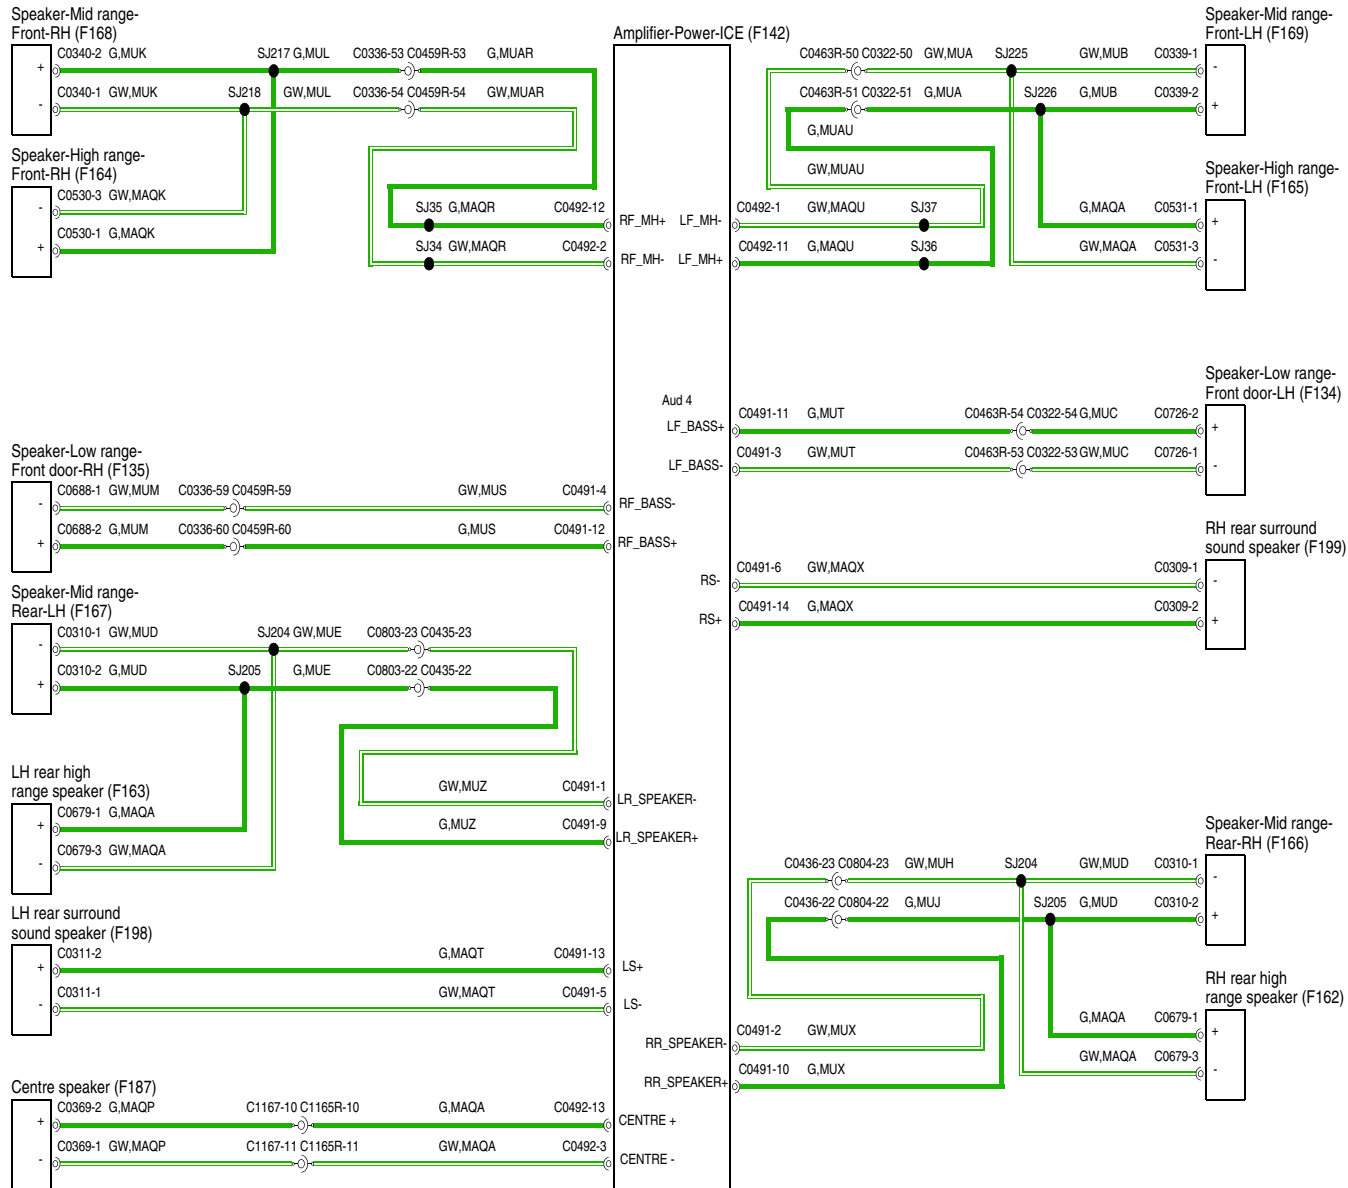 Speaker-Mid range-
Front-RH (F168)
+ C0340-2 G,MUK SJ217 G,MUL C0336-53 C0459R-53 G,MUAR
- C0340-1 GW,MUK SJ218 GW,MUL C0336-54 C0459R-54 GW,MUAR
Speaker-High range-
Front-RH (F164)
- C0530-3 GW,MAQK
+ C0530-1 G,MAQK
SJ35 G,MAQR C0492-12
SJ34 GW,MAQR C0492-2
Amplifier-Power-ICE (F142)
RF_MH+ LF_MH-
RF_MH- LF_MH+
Speaker-Mid range-
Front-LH (F169)
C0463R-50 C0322-50 GW,MUA SJ225 GW,MUB C0339-1 -
C0463R-51 C0322-51 G,MUA SJ226 G,MUB C0339-2 +
G,MUAU
GW,MUAU
Speaker-High range-
Front-LH (F165)
C0492-1 GW,MAQU SJ37
C0492-11 G,MAQU SJ36
G,MAQA C0531-1 +
GW,MAQA C0531-3 -
Speaker-Low range-
Front door-LH (F134)
Aud 4
LF_BASS+ C0491-11 G,MUT C0463R-54 C0322-54 G,MUC C0726-2 +
LF_BASS- C0491-3 GW,MUT C0463R-53 C0322-53 GW,MUC C0726-1 -
Speaker-Low range-
Front door-RH (F135)
- C0688-1 GW,MUM C0336-59 C0459R-59 GW,MUS C0491-4 RF_BASS-
+ C0688-2 G,MUM C0336-60 C0459R-60 G,MUS C0491-12 RF_BASS+
RH rear surround
sound speaker (F199)
RS- C0491-6 GW,MAQX C0309-1 -
RS+ C0491-14 G,MAQX C0309-2 +
Speaker-Mid range-
Rear-LH (F167)
- C0310-1 GW,MUD SJ204 GW,MUE C0803-23 C0435-23
+ C0310-2 G,MUD SJ205 G,MUE C0803-22 C0435-22
LH rear high
range speaker (F163)
+ C0679-1 G,MAQA
- C0679-3 GW,MAQA
GW,MUZ C0491-1 LR_SPEAKER-
G,MUZ C0491-9 LR_SPEAKER+
Speaker-Mid range-
Rear-RH (F166)
C0436-23 C0804-23 GW,MUH SJ204 GW,MUD C0310-1 -
C0436-22 C0804-22 G,MUJ SJ205 G,MUD C0310-2 +
LH rear surround
sound speaker (F198)
+ C0311-2 G,MAQT C0491-13 LS+
- C0311-1 GW,MAQT C0491-5 LS-
RH rear high
range speaker (F162)
G,MAQA C0679-1 +
GW,MAQA C0679-3 -
RR_SPEAKER- C0491-2 GW,MUX
RR_SPEAKER+ C0491-10 G,MUX
Centre speaker (F187)
+ C0369-2 G,MAQP C1167-10 C1165R-10 G,MAQA C0492-13 CENTRE +
- C0369-1 GW,MAQP C1167-11 C1165R-11 GW,MAQA C0492-3 CENTRE -